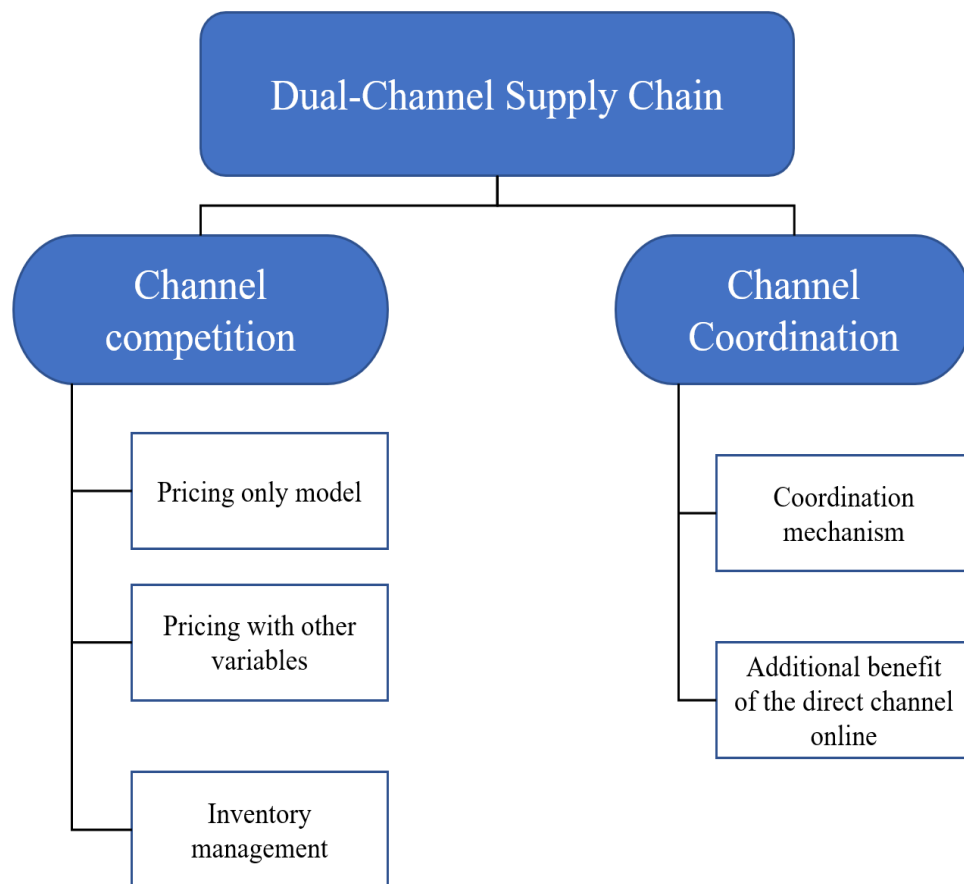 Dual-Channel Supply Chain
Channel
competition
Pricing only model
Pricing with other
variables
Inventory
management
Channel
Coordination
Coordination
mechanism
Additional benefit
of the direct channel
online